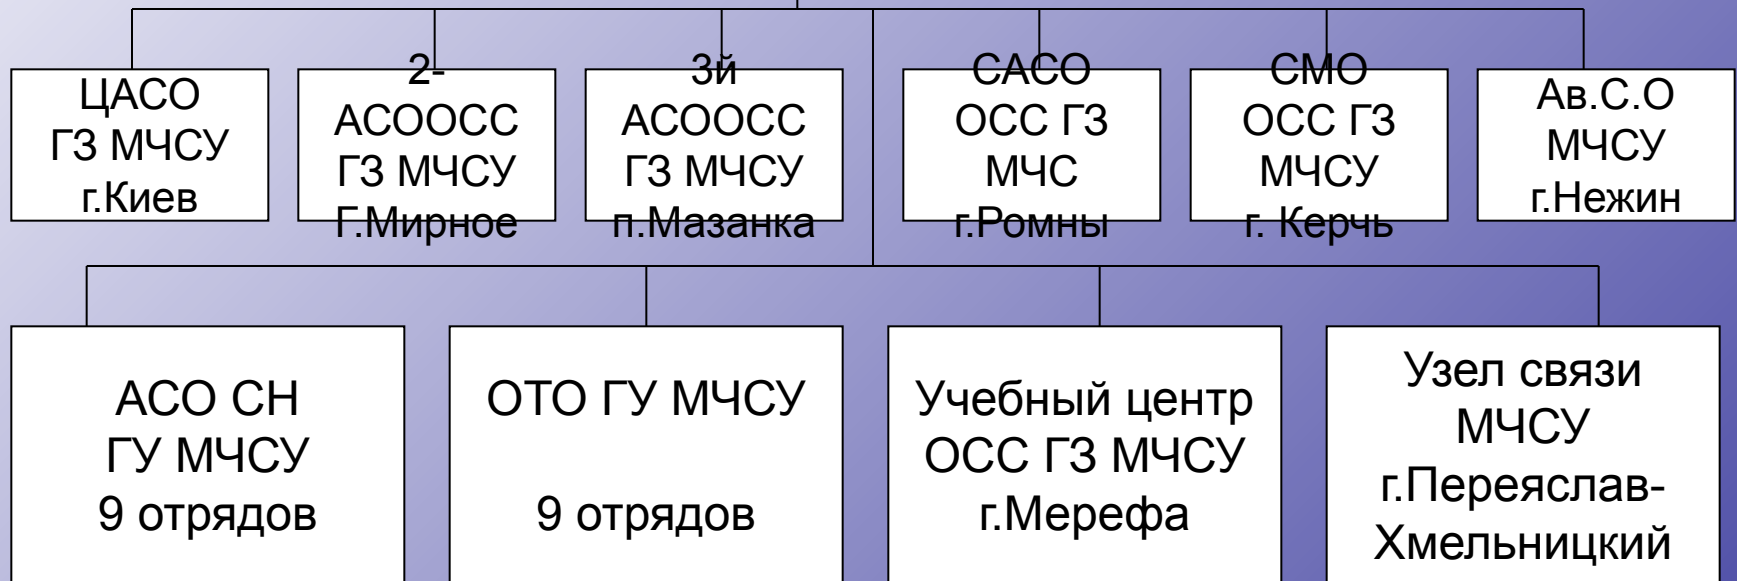 ЦАСО
ГЗ МЧСУ
г.Киев
2-
АСООСС
ГЗ МЧСУ
Г.Мирное
3й
АСООСС
ГЗ МЧСУ
п.Мазанка
САСО
ОСС ГЗ
МЧС
г.Ромны
СМО
ОСС ГЗ
МЧСУ
г. Керчь
Ав.С.О
МЧСУ
г.Нежин
АСО СН
ГУ МЧСУ
9 отрядов
ОТО ГУ МЧСУ
9 отрядов
Учебный центр
ОСС ГЗ МЧСУ
г.Мерефа
Узел связи
МЧСУ
г.Переяслав-
Хмельницкий